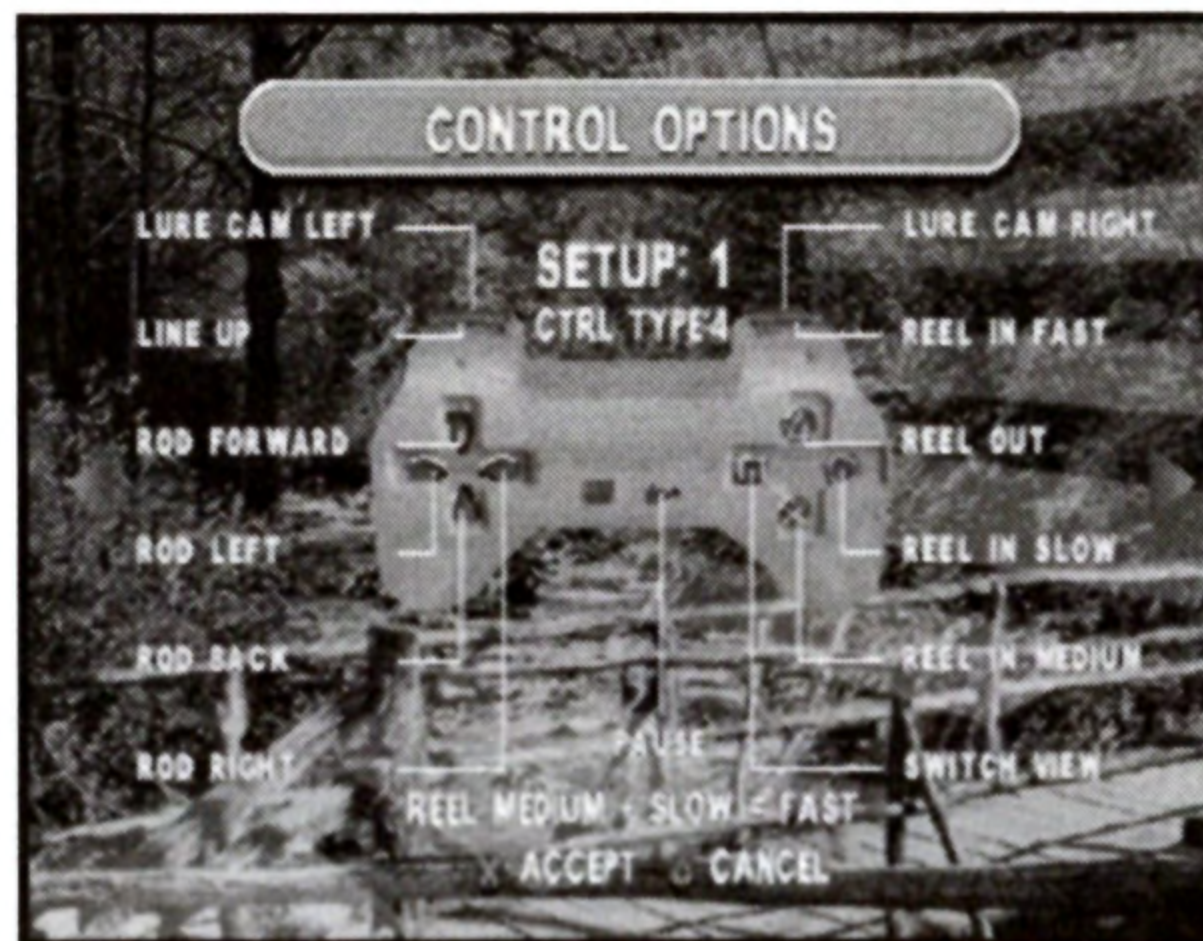 CONTROL OPTIONS
LURE CAM LEFT
LURE CAM RIGHT
SETUP: 1
CTRL TYPE 4
LINE UP
REEL IN FAST
ROD FORWARD
REEL OUT
ROD LEFT
REEL IN SLOW
ROD BACK
REEL IN MEDIUM
PAUSE
ROD RIGHT
SWITCH VIEW
REEL MEDIUM + SLOW = FAST
X ACCEPT CANCEL